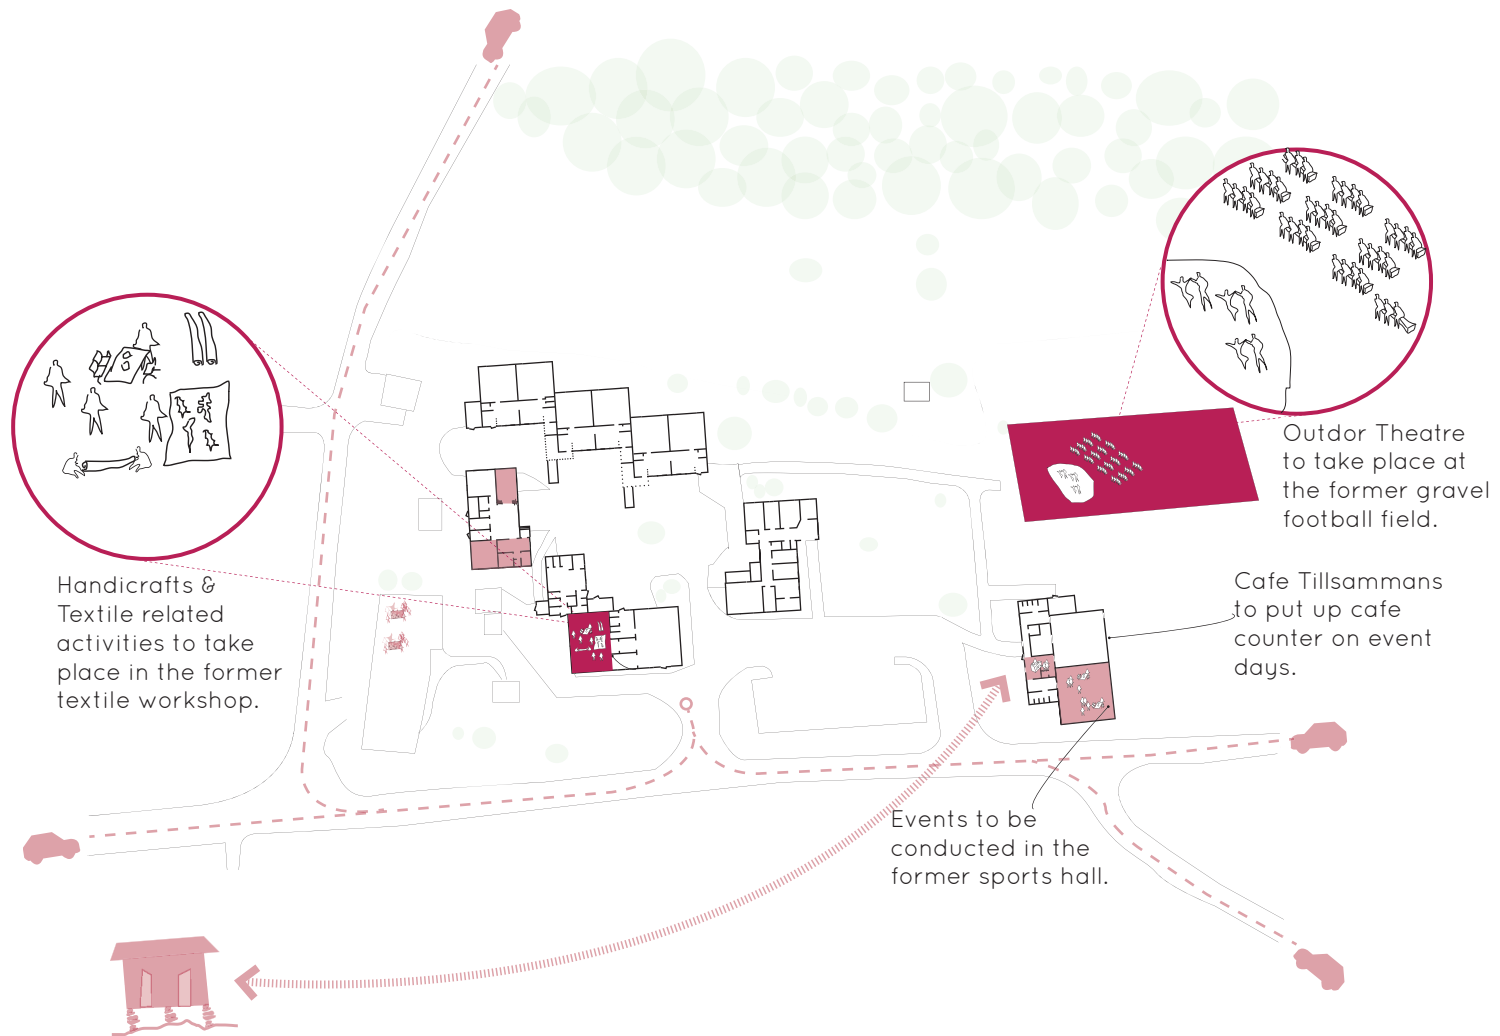 Outdor Theatre
to take place at
the former gravel
football field.
Handicrafts &
Textile related
activities to take
place in the former
textile workshop.
Cafe Tillsammans
to put up cafe
counter on event
days.
Events to be
conducted in the
former sports hall.